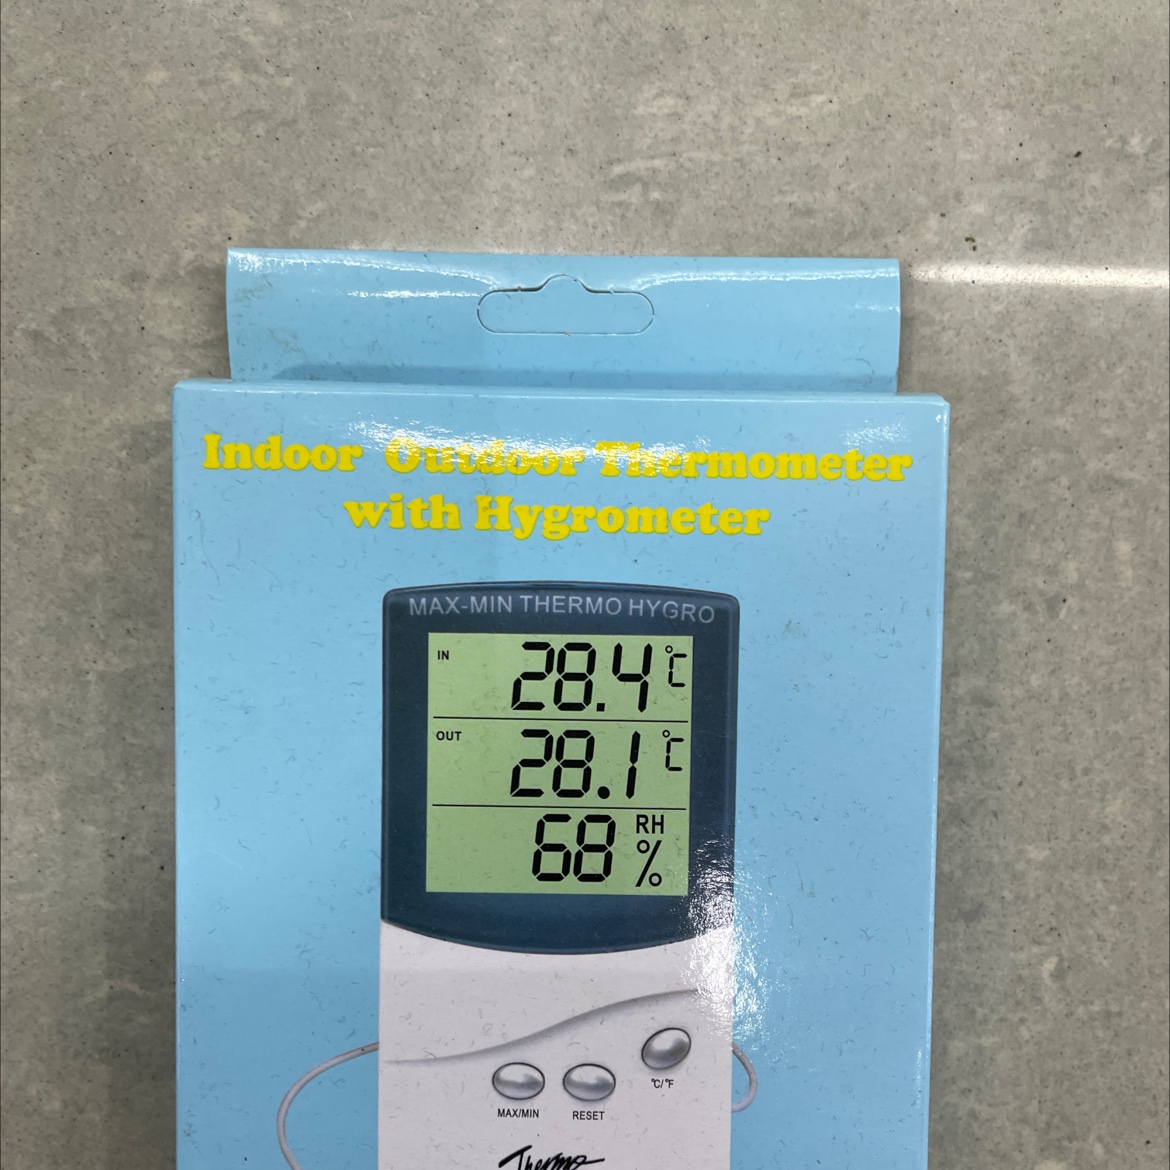 Indoor Outdoor Thermometer
with Hygrometer
MAX-MIN THERMO HYGRO
IN 28.4 °C
OUT 28.1 °C
68 RH %
°C/°F
MAX/MIN RESET
Thermo